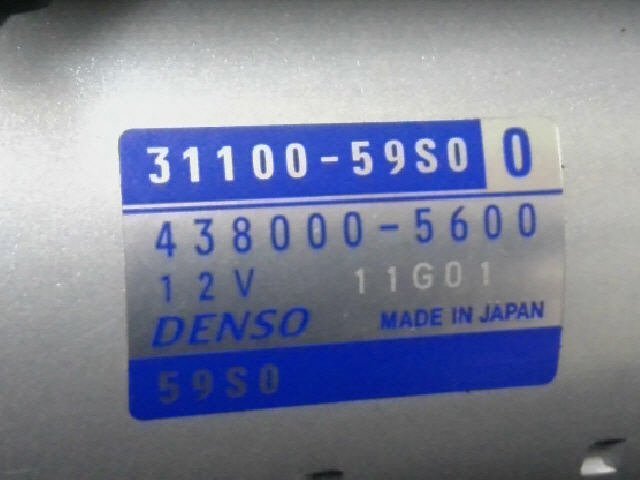 31100-59S0 0
438000-5600
12V 11G01
DENSO MADE IN JAPAN
59S0